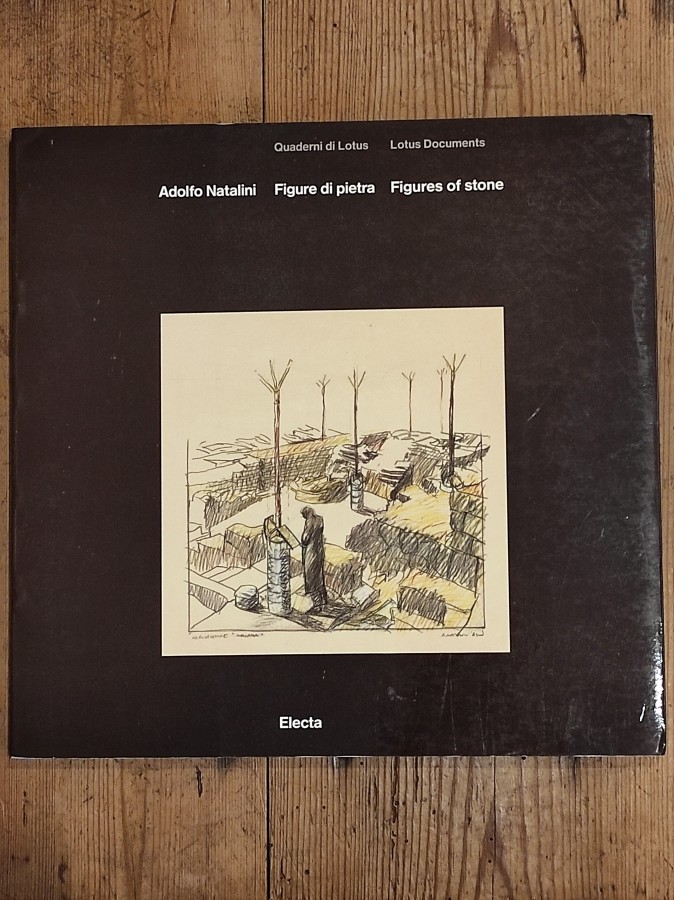 Quaderni di Lotus Lotus Documents
Adolfo Natalini Figure di pietra Figures of stone
Electa